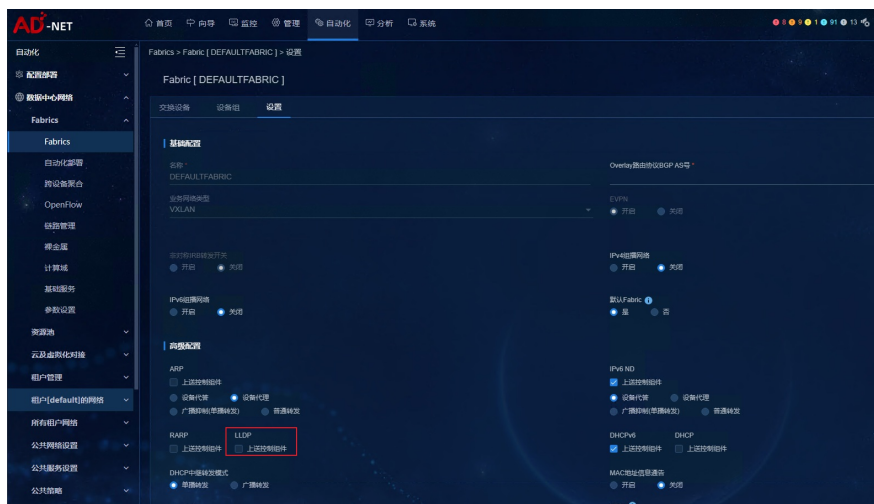 AD-NET
首页 向导 监控 管理 自动化 分析 系统
8 9 1 91 13
自动化
Fabrics > Fabric [ DEFAULTFABRIC ] > 设置
配置部署
Fabric [ DEFAULTFABRIC ]
数据中心网络
交换设备 设备组 设置
Fabrics
Fabrics
基础配置
自动化部署
名称 *
Overlay路由协议BGP AS号 *
DEFAULTFABRIC
跨设备聚合
业务网络类型
EVPN
OpenFlow
VXLAN
开启 关闭
链路管理
裸金属
非对称IRB转发开关
IPv4组播网络
计算域
开启 关闭
开启 关闭
基础服务
IPv6组播网络
默认Fabric
参数设置
开启 关闭
是 否
资源池
高级配置
云及虚拟化对接
ARP
IPv6 ND
租户管理
上送控制组件
上送控制组件
租户[default]的网络
设备代答 设备代理
设备代答 设备代理
广播抑制(单播转发) 普通转发
广播抑制(单播转发) 普通转发
所有租户网络
RARP LLDP
DHCPv6 DHCP
公共网络设置
上送控制组件 上送控制组件
上送控制组件 上送控制组件
公共服务设置
DHCP中继转发模式
MAC地址信息通告
公共策略
单播转发 广播转发
开启 关闭